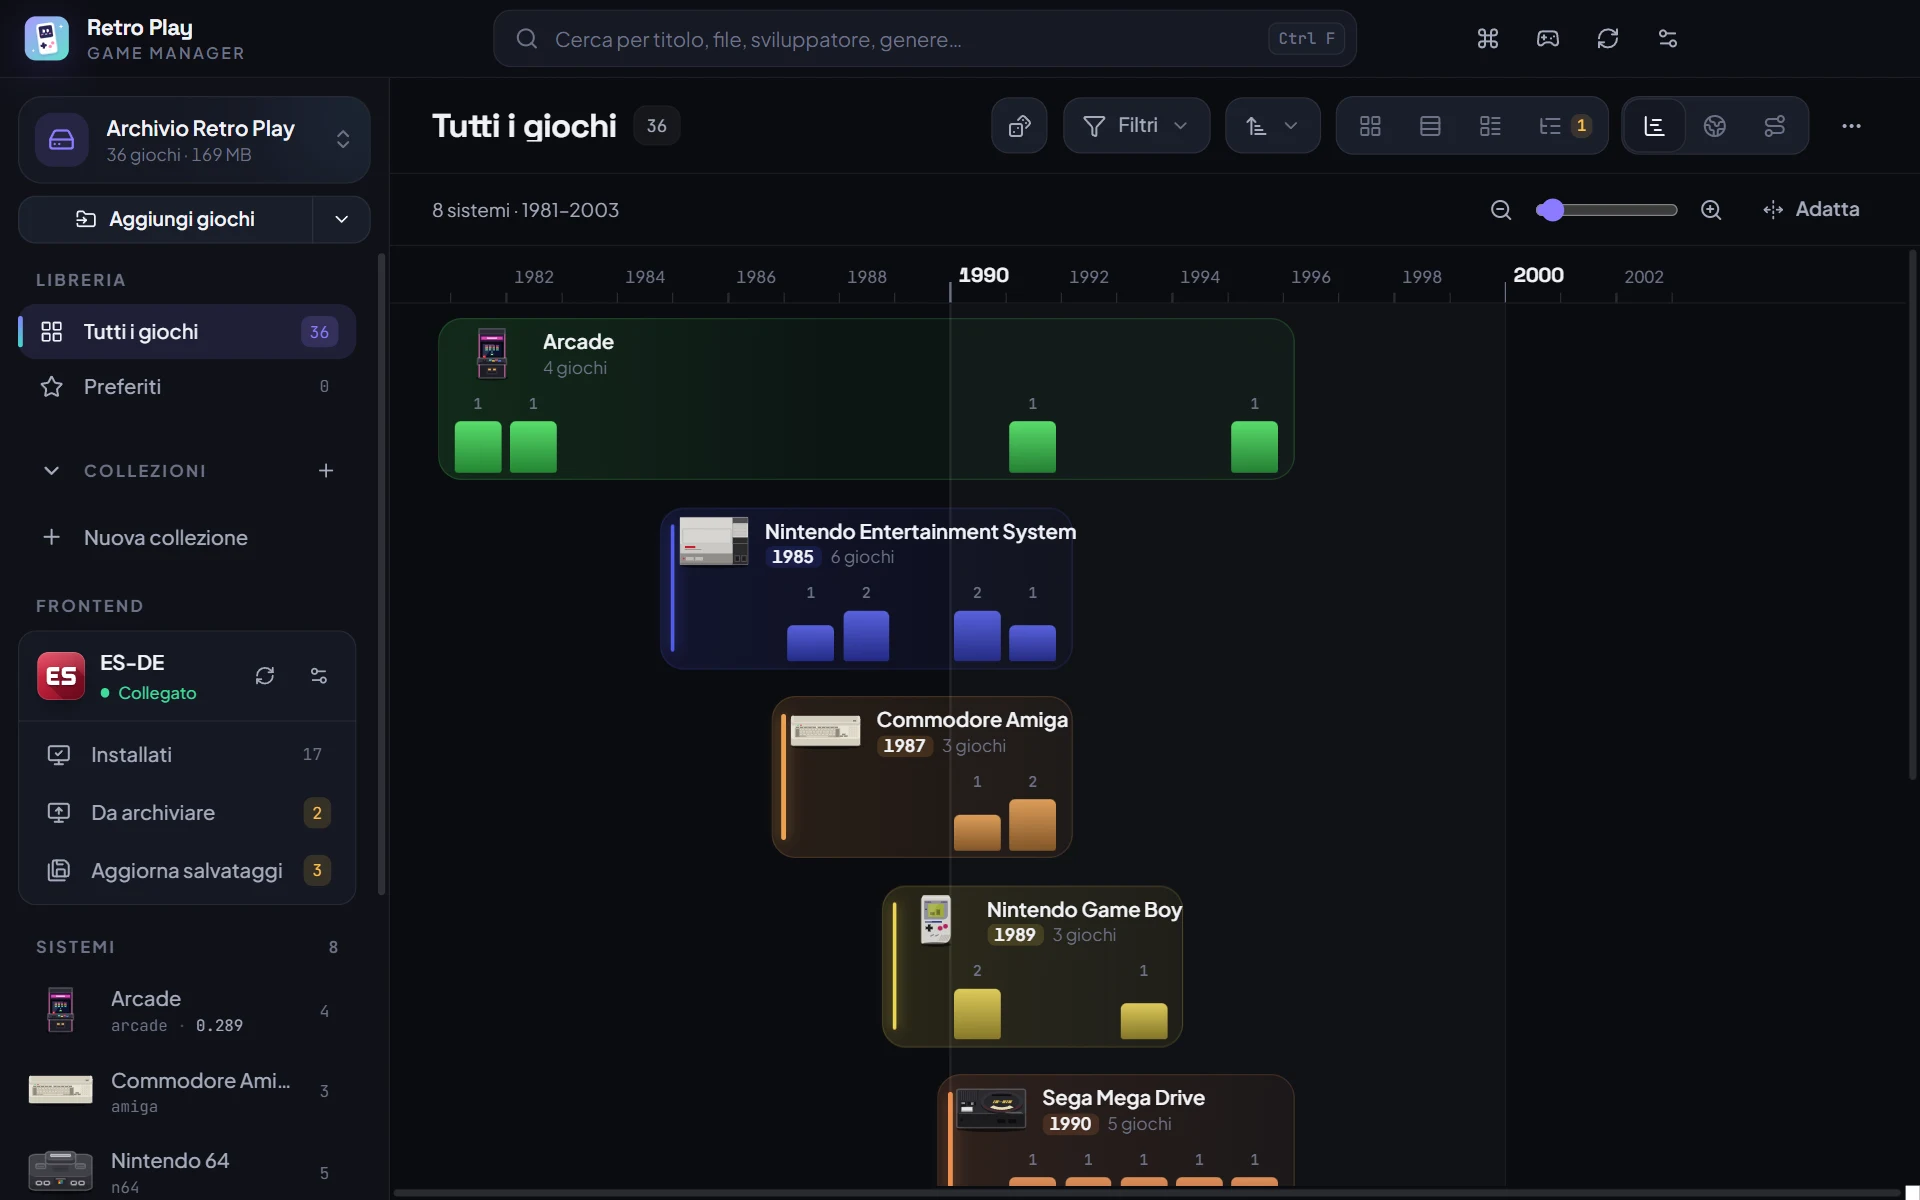 Retro Play
GAME MANAGER
Cerca per titolo, file, sviluppatore, genere…
Ctrl F
Archivio Retro Play
36 giochi · 169 MB
Aggiungi giochi
LIBRERIA
Tutti i giochi
36
Preferiti
0
COLLEZIONI
Nuova collezione
FRONTEND
ES
ES-DE
Collegato
Installati
17
Da archiviare
2
Aggiorna salvataggi
3
SISTEMI
8
Arcade
arcade · 0.289
4
Commodore Ami…
amiga
3
Nintendo 64
n64
5
Tutti i giochi
36
Filtri
1
8 sistemi · 1981–2003
Adatta
1982 1984 1986 1988 1990 1992 1994 1996 1998 2000 2002
Arcade
4 giochi
1 1 1 1
Nintendo Entertainment System
1985 6 giochi
1 2 2 1
Commodore Amiga
1987 3 giochi
1 2
Nintendo Game Boy
1989 3 giochi
2 1
Sega Mega Drive
1990 5 giochi
1 1 1 1 1